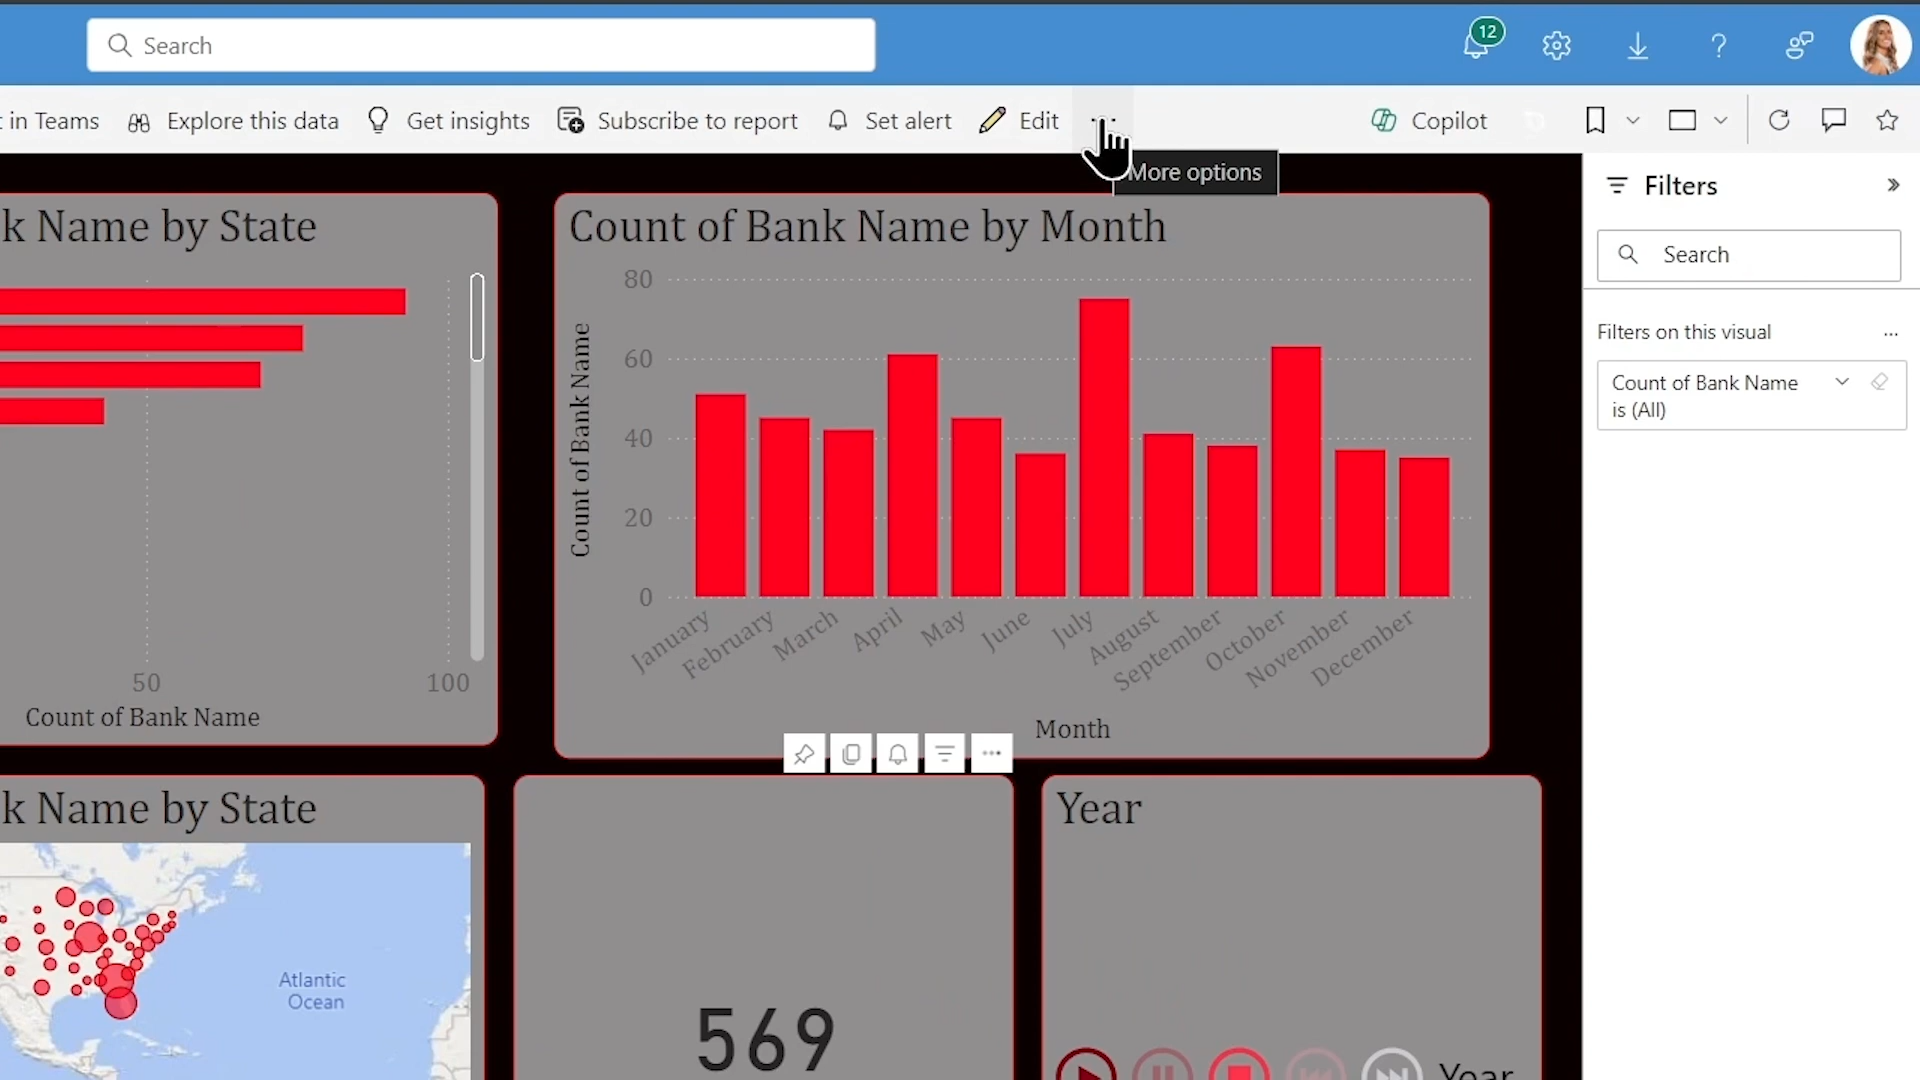 Search
12
in Teams
Explore this data
Get insights
Subscribe to report
Set alert
Edit
...
Copilot
More options
Filters
Search
Filters on this visual
...
Count of Bank Name
is (All)
k Name by State
50
100
Count of Bank Name
Count of Bank Name by Month
Count of Bank Name
80
60
40
20
0
January
February
March
April
May
June
July
August
September
October
November
December
Month
k Name by State
Atlantic
Ocean
569
Year
Year